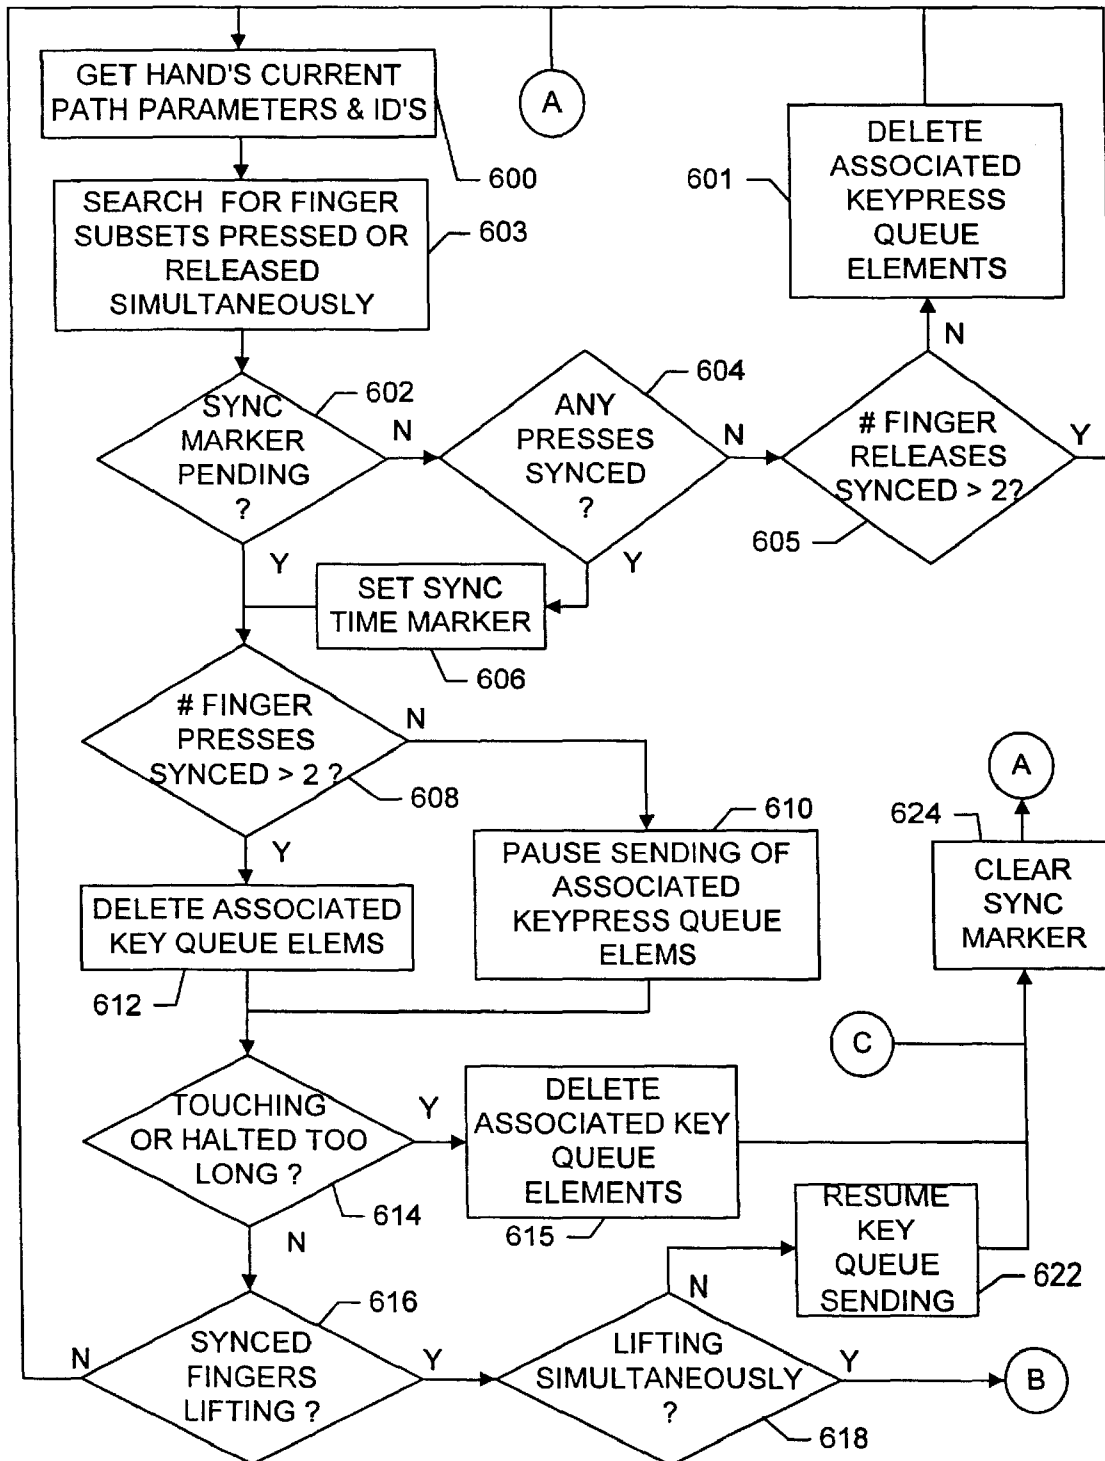 GET HAND'S CURRENT
PATH PARAMETERS & ID'S
600
A
DELETE
ASSOCIATED
KEYPRESS
QUEUE
ELEMENTS
601
SEARCH FOR FINGER
SUBSETS PRESSED OR
RELEASED
SIMULTANEOUSLY
603
N
SYNC
MARKER
PENDING
?
602
N
Y
ANY
PRESSES
SYNCED
?
604
N
Y
# FINGER
RELEASES
SYNCED > 2?
605
Y
SET SYNC
TIME MARKER
606
# FINGER
PRESSES
SYNCED > 2 ?
608
N
Y
610
PAUSE SENDING OF
ASSOCIATED
KEYPRESS QUEUE
ELEMS
A
624
CLEAR
SYNC
MARKER
DELETE ASSOCIATED
KEY QUEUE ELEMS
612
C
TOUCHING
OR HALTED TOO
LONG ?
614
Y
N
DELETE
ASSOCIATED KEY
QUEUE
ELEMENTS
615
RESUME
KEY
QUEUE
SENDING
622
SYNCED
FINGERS
LIFTING ?
616
N
Y
LIFTING
SIMULTANEOUSLY
?
618
N
Y
B